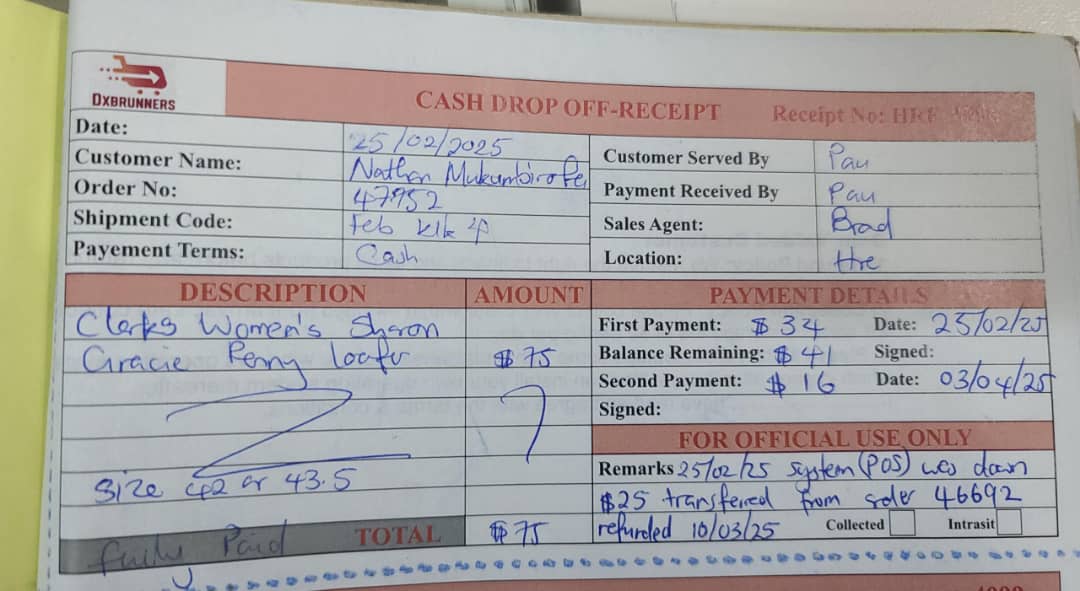 DXBRUNNERS
CASH DROP OFF-RECEIPT
Receipt No: HRE
Date: 25/02/2025
Customer Name: Nathan Mukumbiro
Order No: 47952
Shipment Code: Feb
Payement Terms: Cash
Customer Served By Pau
Payment Received By Pau
Sales Agent: Brad
Location: Hre
DESCRIPTION AMOUNT
Clarks Women's Sharon
Gracie Penny loafer $75
Size 42 or 43.5
Fully Paid
TOTAL $75
PAYMENT DETAILS
First Payment: $34 Date: 25/02/25
Balance Remaining: $41 Signed:
Second Payment: $16 Date: 03/04/25
Signed:
FOR OFFICIAL USE ONLY
Remarks 25/02/25 system (POS) was down
$25 transferred from order 46692
refunded 10/03/25 Collected Intrasit